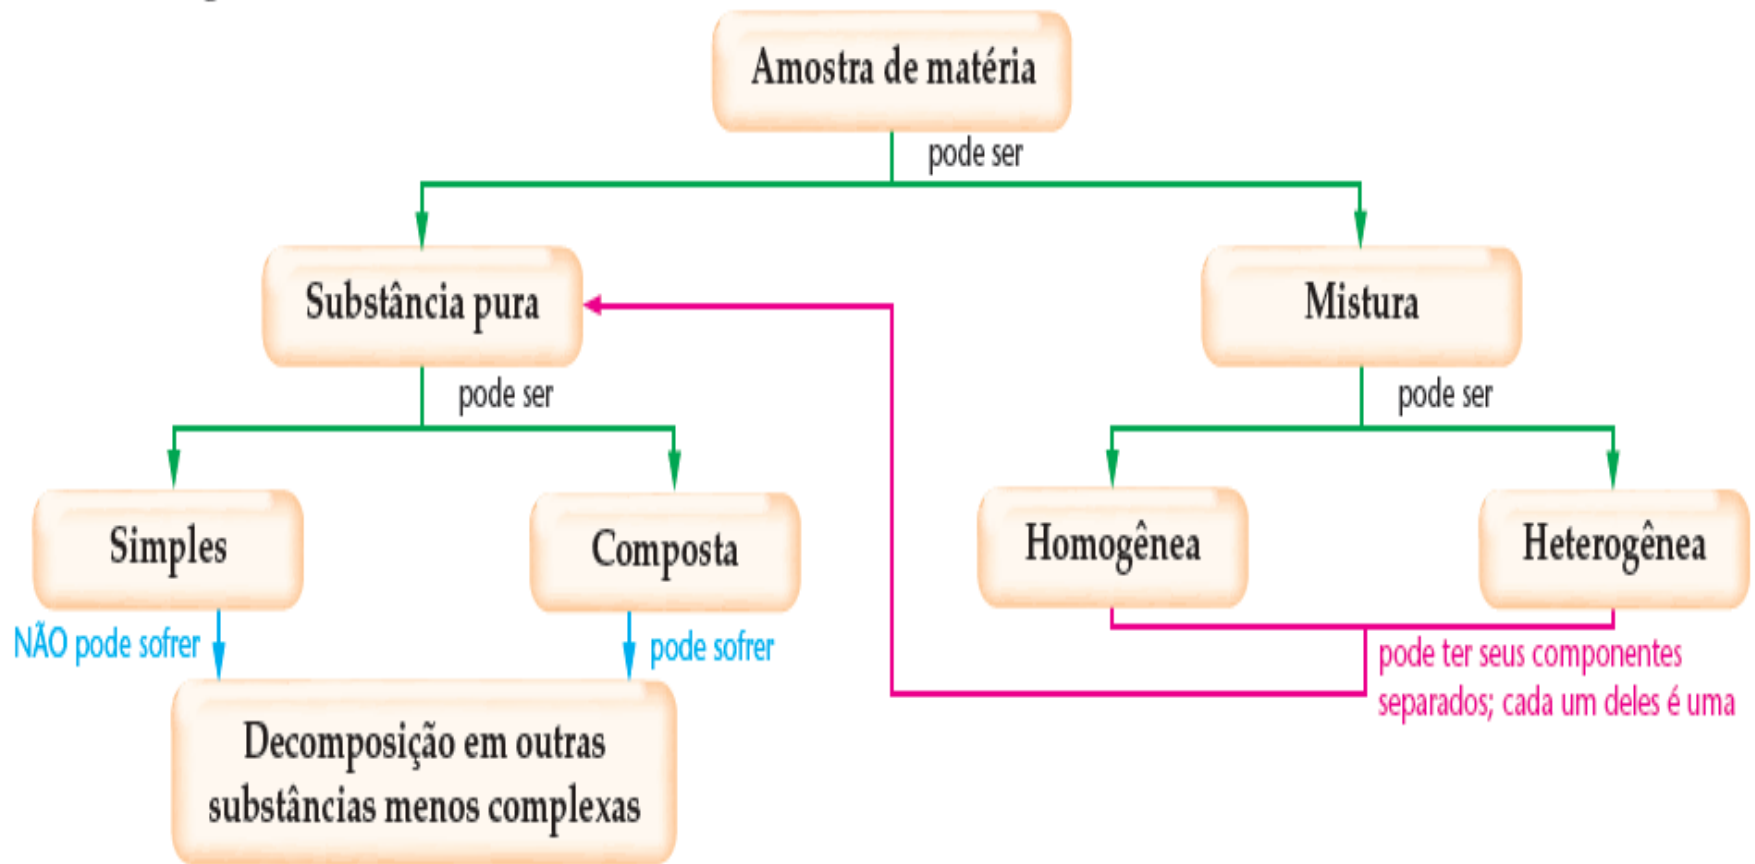 Amostra de matéria
pode ser
Substância pura
Mistura
pode ser
pode ser
Simples
Composta
Homogênea
Heterogênea
NÃO pode sofrer
pode sofrer
pode ter seus componentes
separados; cada um deles é uma
Decomposição em outras
substâncias menos complexas